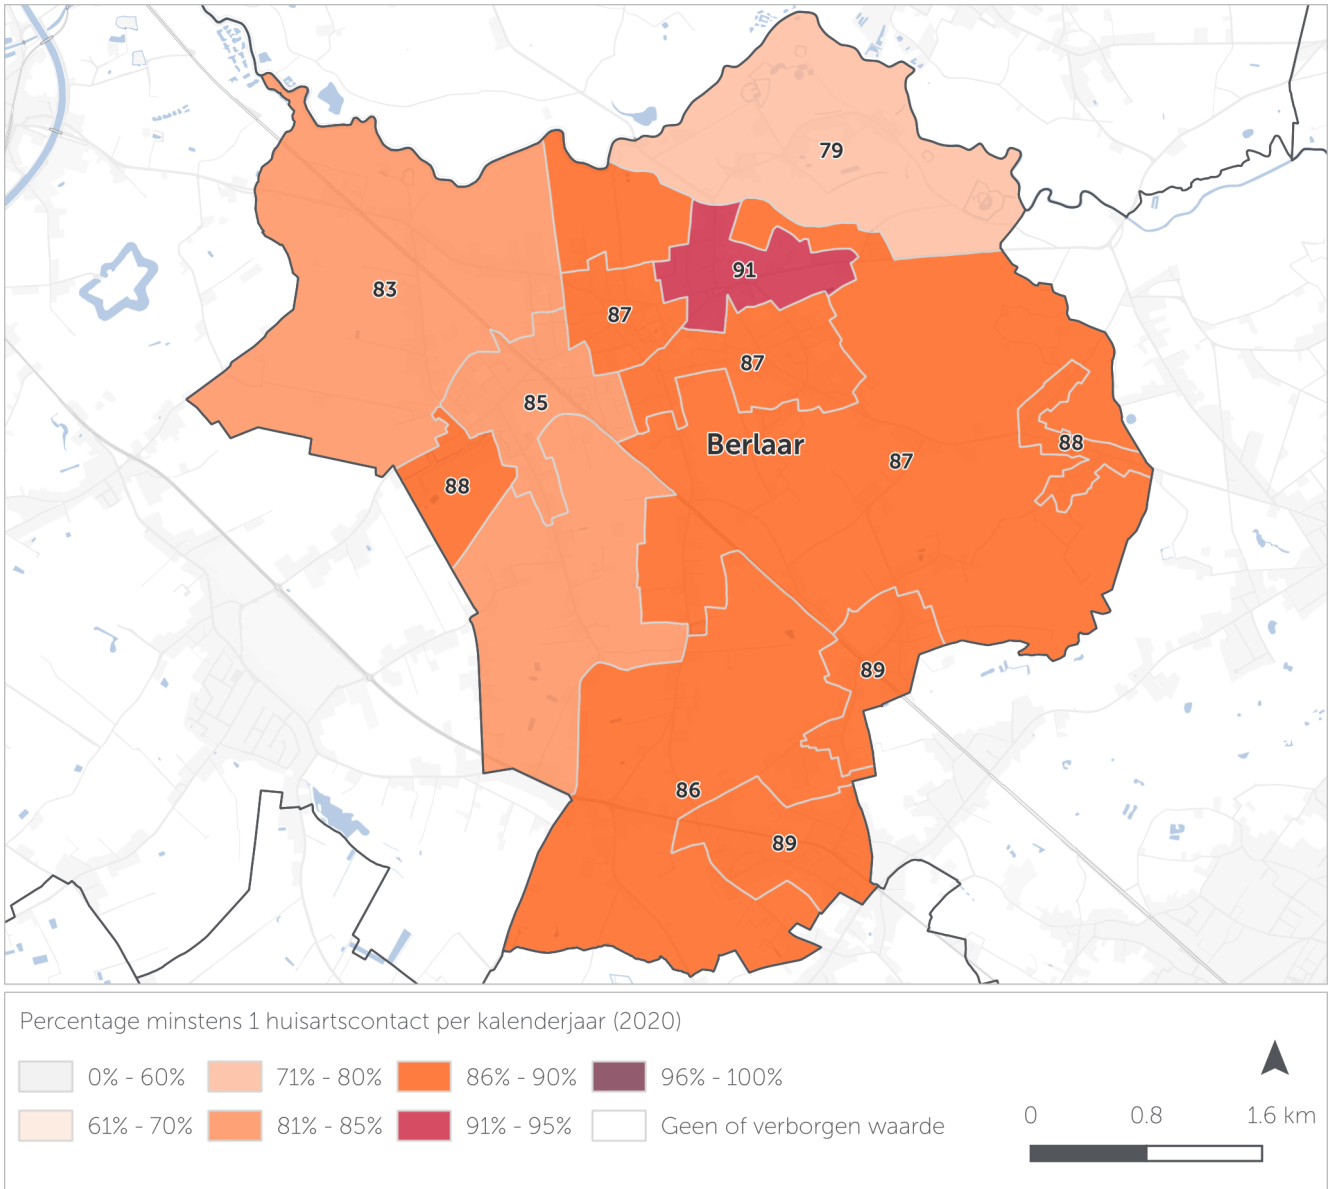 79
91
83
87
87
85
Berlaar
88
87
88
89
86
89
Percentage minstens 1 huisartscontact per kalenderjaar (2020)
0% - 60% 71% - 80% 86% - 90% 96% - 100%
61% - 70% 81% - 85% 91% - 95% Geen of verborgen waarde
0 0.8 1.6 km